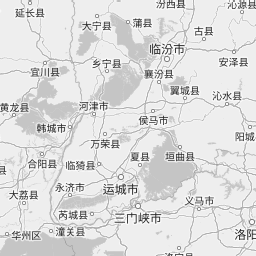 延长县
大宁县
蒲县
汾西县
古县
沁源县
临汾市
安泽县
宜川县
乡宁县
襄汾县
翼城县
沁水县
黄龙县
河津市
侯马市
韩城市
万荣县
阳城
合阳县
临猗县
夏县
垣曲县
大荔县
永济市
运城市
芮城县
三门峡市
义马市
华州区
潼关县
洛阳